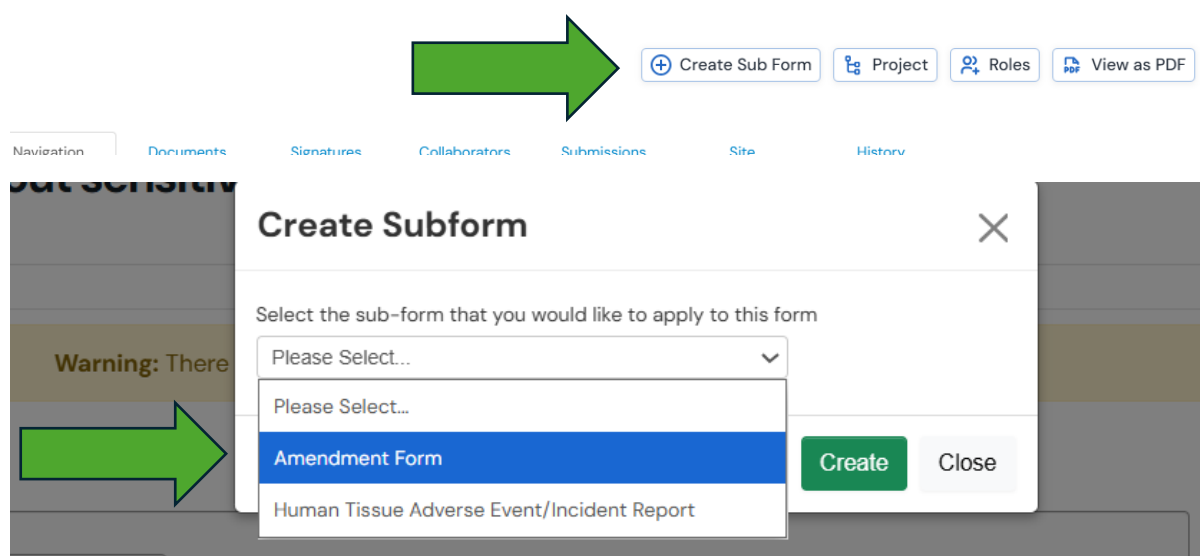 Create Sub Form Project Roles PDF View as PDF
Navigation Documents Signatures Collaborators Submissions Site History
Create Subform
Select the sub-form that you would like to apply to this form
Warning: There
Please Select...
Please Select...
Amendment Form
Create Close
Human Tissue Adverse Event/Incident Report